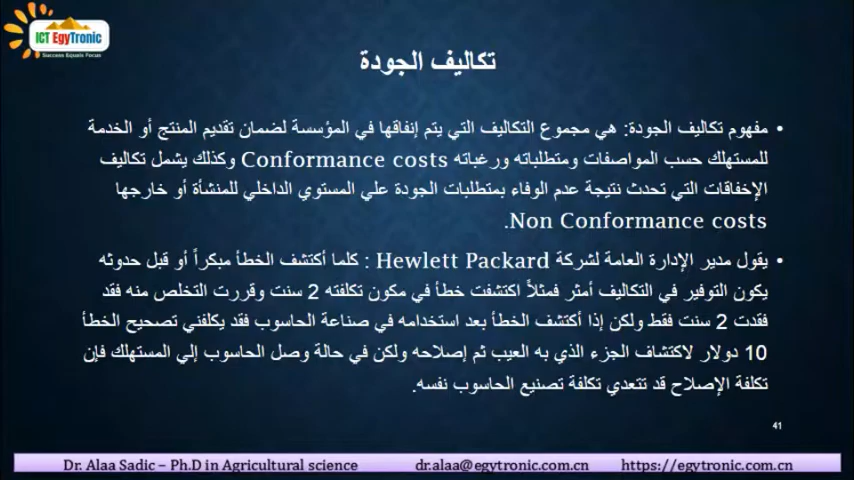 ICT EgyTronic
Success Equals Focus
تكاليف الجودة
• مفهوم تكاليف الجودة: هي مجموع التكاليف التي يتم إنفاقها في المؤسسة لضمان تقديم المنتج أو الخدمة
للمستهلك حسب المواصفات ومتطلباته ورغباته Conformance costs وكذلك يشمل تكاليف
الإخفاقات التي تحدث نتيجة عدم الوفاء بمتطلبات الجودة علي المستوي الداخلي للمنشأة أو خارجها
Non Conformance costs.
• يقول مدير الإدارة العامة لشركة Hewlett Packard : كلما أكتشف الخطأ مبكراً أو قبل حدوثه
يكون التوفير في التكاليف أمثر فمثلاً اكتشفت خطأ في مكون تكلفته 2 سنت وقررت التخلص منه فقد
فقدت 2 سنت فقط ولكن إذا أكتشف الخطأ بعد استخدامه في صناعة الحاسوب فقد يكلفني تصحيح الخطأ
10 دولار لاكتشاف الجزء الذي به العيب ثم إصلاحه ولكن في حالة وصل الحاسوب إلي المستهلك فإن
تكلفة الإصلاح قد تتعدي تكلفة تصنيع الحاسوب نفسه.
41
Dr. Alaa Sadic – Ph.D in Agricultural science dr.alaa@egytronic.com.cn https://egytronic.com.cn